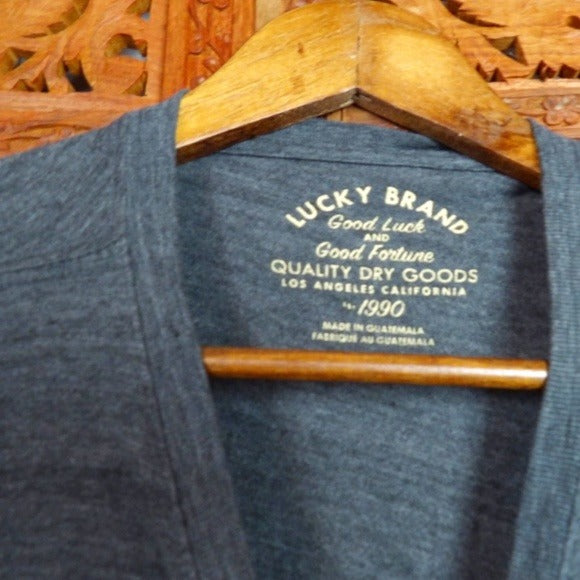 LUCKY BRAND
Good Luck
AND
Good Fortune
QUALITY DRY GOODS
LOS ANGELES CALIFORNIA
1990
MADE IN GUATEMALA
FABRIQUE AU GUATEMALA